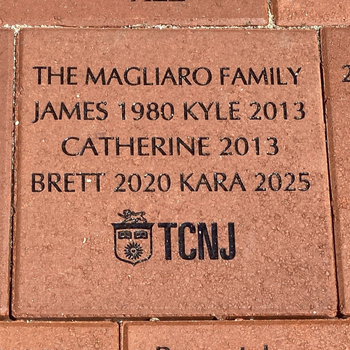 THE MAGLIARO FAMILY
JAMES 1980 KYLE 2013
CATHERINE 2013
BRETT 2020 KARA 2025
TCNJ